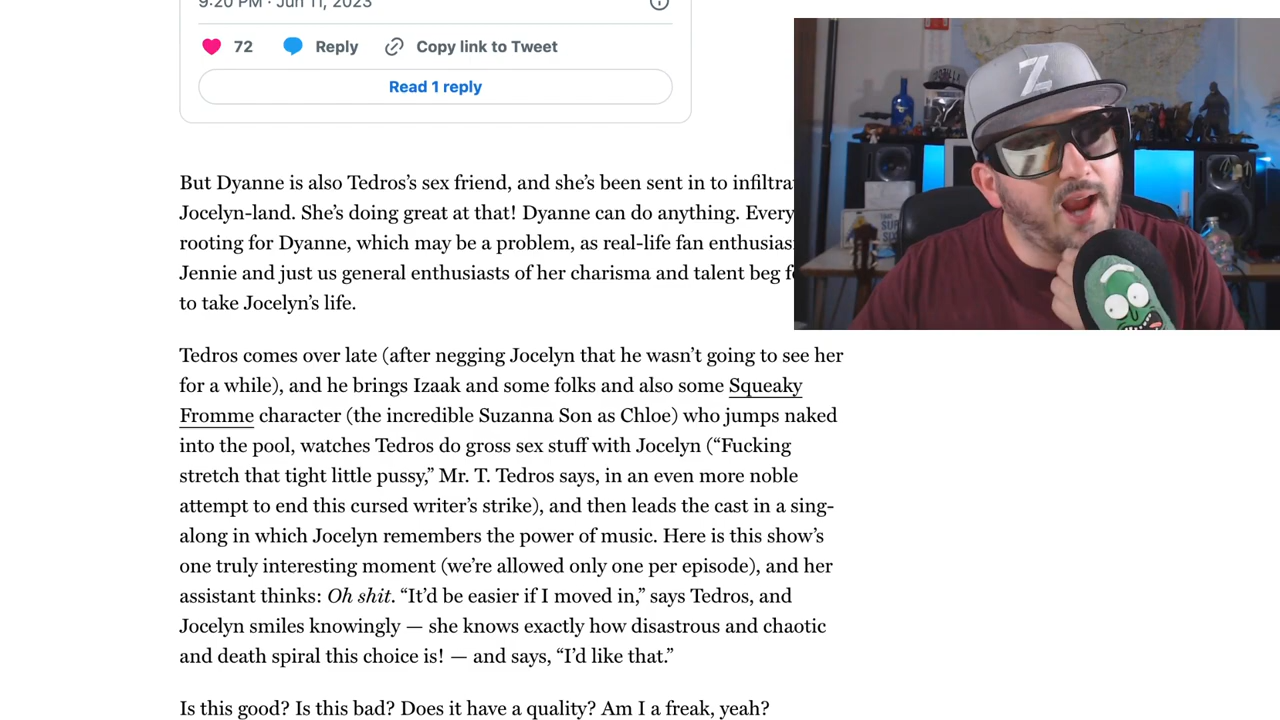 9:20 PM · Jun 11, 2023
72 Reply Copy link to Tweet
Read 1 reply
But Dyanne is also Tedros’s sex friend, and she’s been sent in to
Jocelyn-land. She’s doing great at that! Dyanne can do anything.
rooting for Dyanne, which may be a problem, as real-life fan
Jennie and just us general enthusiasts of her charisma and talent beg
to take Jocelyn’s life.
Tedros comes over late (after negging Jocelyn that he wasn’t going to see her
for a while), and he brings Izaak and some folks and also some Squeaky
Fromme character (the incredible Suzanna Son as Chloe) who jumps naked
into the pool, watches Tedros do gross sex stuff with Jocelyn (“Fucking
stretch that tight little pussy,” Mr. T. Tedros says, in an even more noble
attempt to end this cursed writer’s strike), and then leads the cast in a sing-
along in which Jocelyn remembers the power of music. Here is this show’s
one truly interesting moment (we’re allowed only one per episode), and her
assistant thinks: Oh shit. “It’d be easier if I moved in,” says Tedros, and
Jocelyn smiles knowingly — she knows exactly how disastrous and chaotic
and death spiral this choice is! — and says, “I’d like that.”
Is this good? Is this bad? Does it have a quality? Am I a freak, yeah?
Z